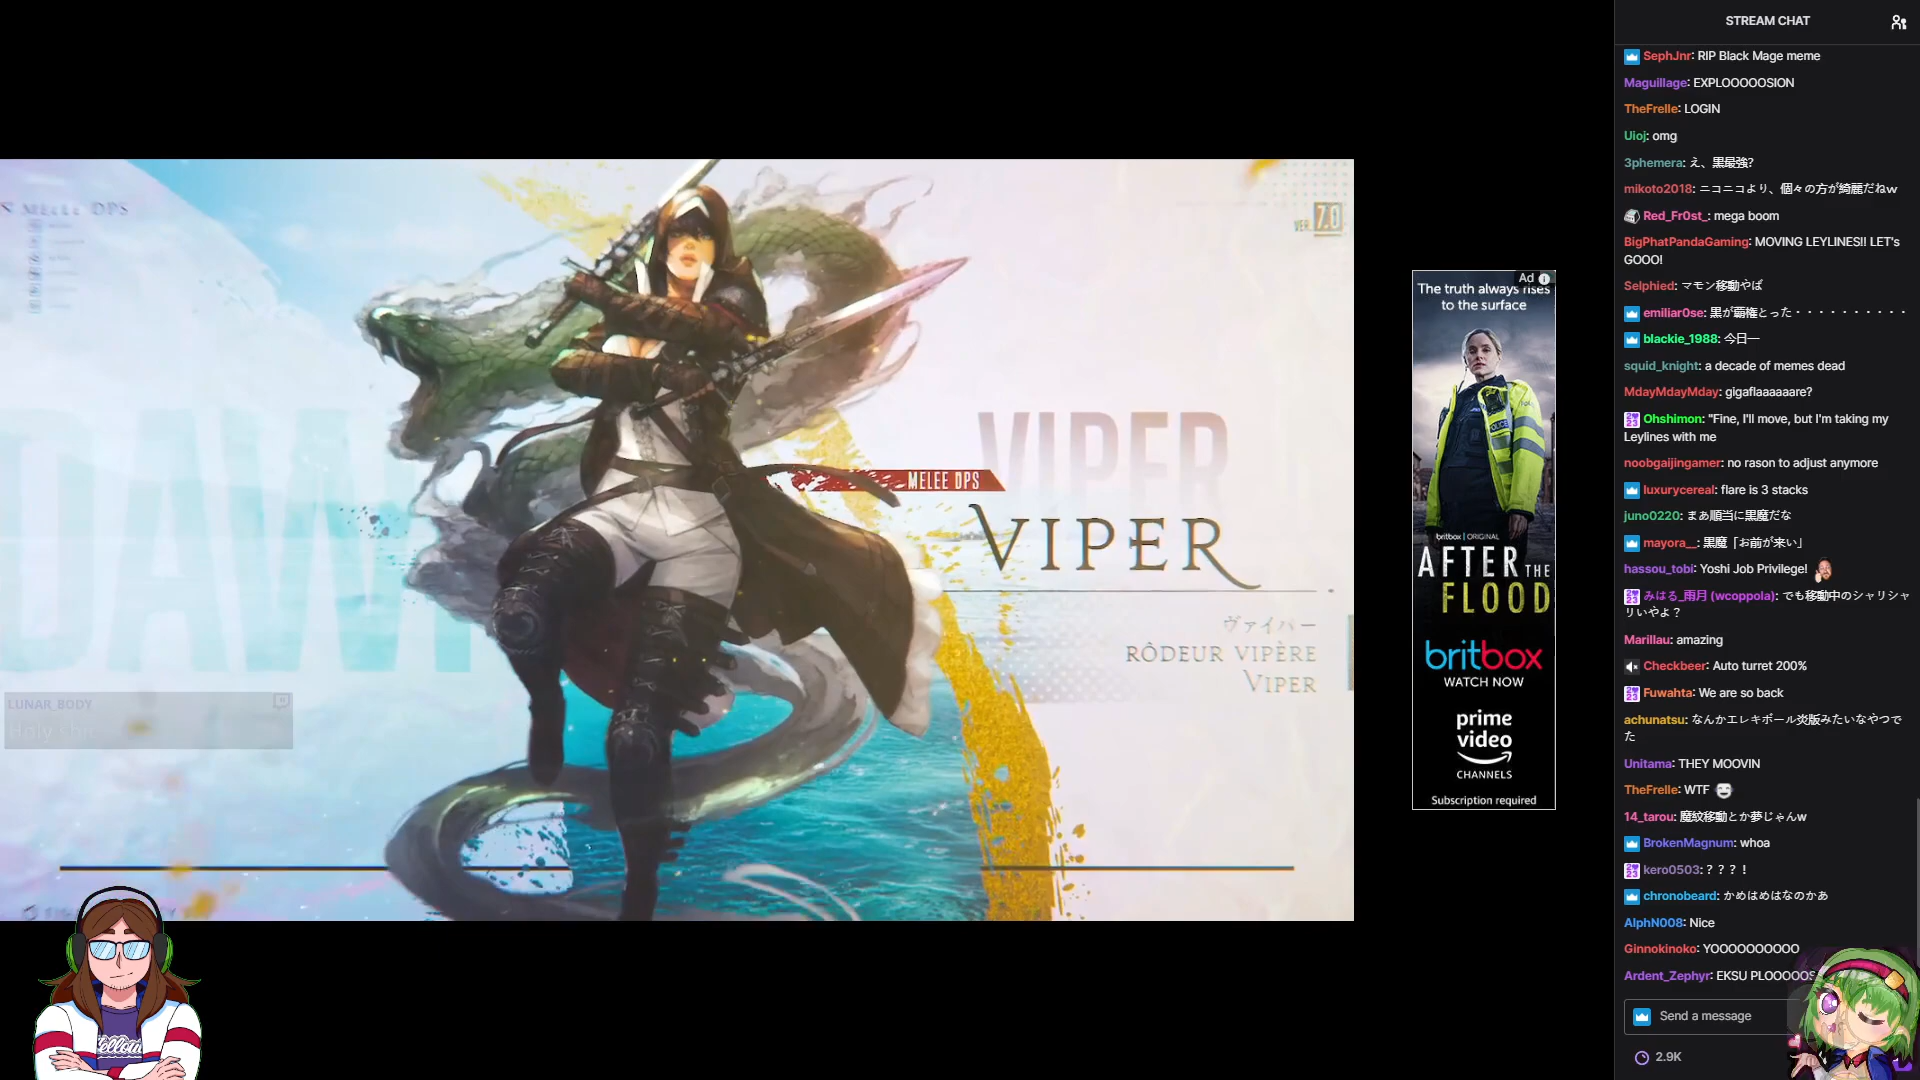 MELEE DPS
VER. 7.0
DAW
VIPER
MELEE DPS
VIPER
ヴァイパー
RÔDEUR VIPÈRE
VIPER
LUNAR_BODY
Ad
The truth always rises
to the surface
POLICE
britbox | ORIGINAL
AFTER THE
FLOOD
britbox
WATCH NOW
prime
video
CHANNELS
Subscription required
STREAM CHAT
SephJnr: RIP Black Mage meme
Maguillage: EXPLOOOOOSION
TheFrelle: LOGIN
Uioj: omg
3phemera: え、黒最強?
mikoto2018: ニコニコより、個々の方が綺麗だねw
Red_Fr0st_: mega boom
BigPhatPandaGaming: MOVING LEYLINES!! LET's
GOOO!
Selphied: マモン移動やば
emiliar0se: 黒が覇権とった・・・・・・・・・・
blackie_1988: 今日一
squid_knight: a decade of memes dead
MdayMdayMday: gigaflaaaaaare?
Ohshimon: "Fine, I'll move, but I'm taking my
Leylines with me
noobgaijingamer: no rason to adjust anymore
luxurycereal: flare is 3 stacks
juno0220: まあ順当に黒魔だな
mayora__: 黒魔「お前が来い」
hassou_tobi: Yoshi Job Privilege!
みはる_雨月 (wcoppola): でも移動中のシャリシャ
リいやよ？
Marillau: amazing
Checkbeer: Auto turret 200%
Fuwahta: We are so back
achunatsu: なんかエレキボール炎版みたいなやつで
た
Unitama: THEY MOOVIN
TheFrelle: WTF
14_tarou: 魔紋移動とか夢じゃんw
BrokenMagnum: whoa
kero0503: ？？？！
chronobeard: かめはめはなのかあ
AlphN008: Nice
Ginnokinoko: YOOOOOOOOOO
Ardent_Zephyr: EKSU PLOOOOOS
Send a message
2.9K